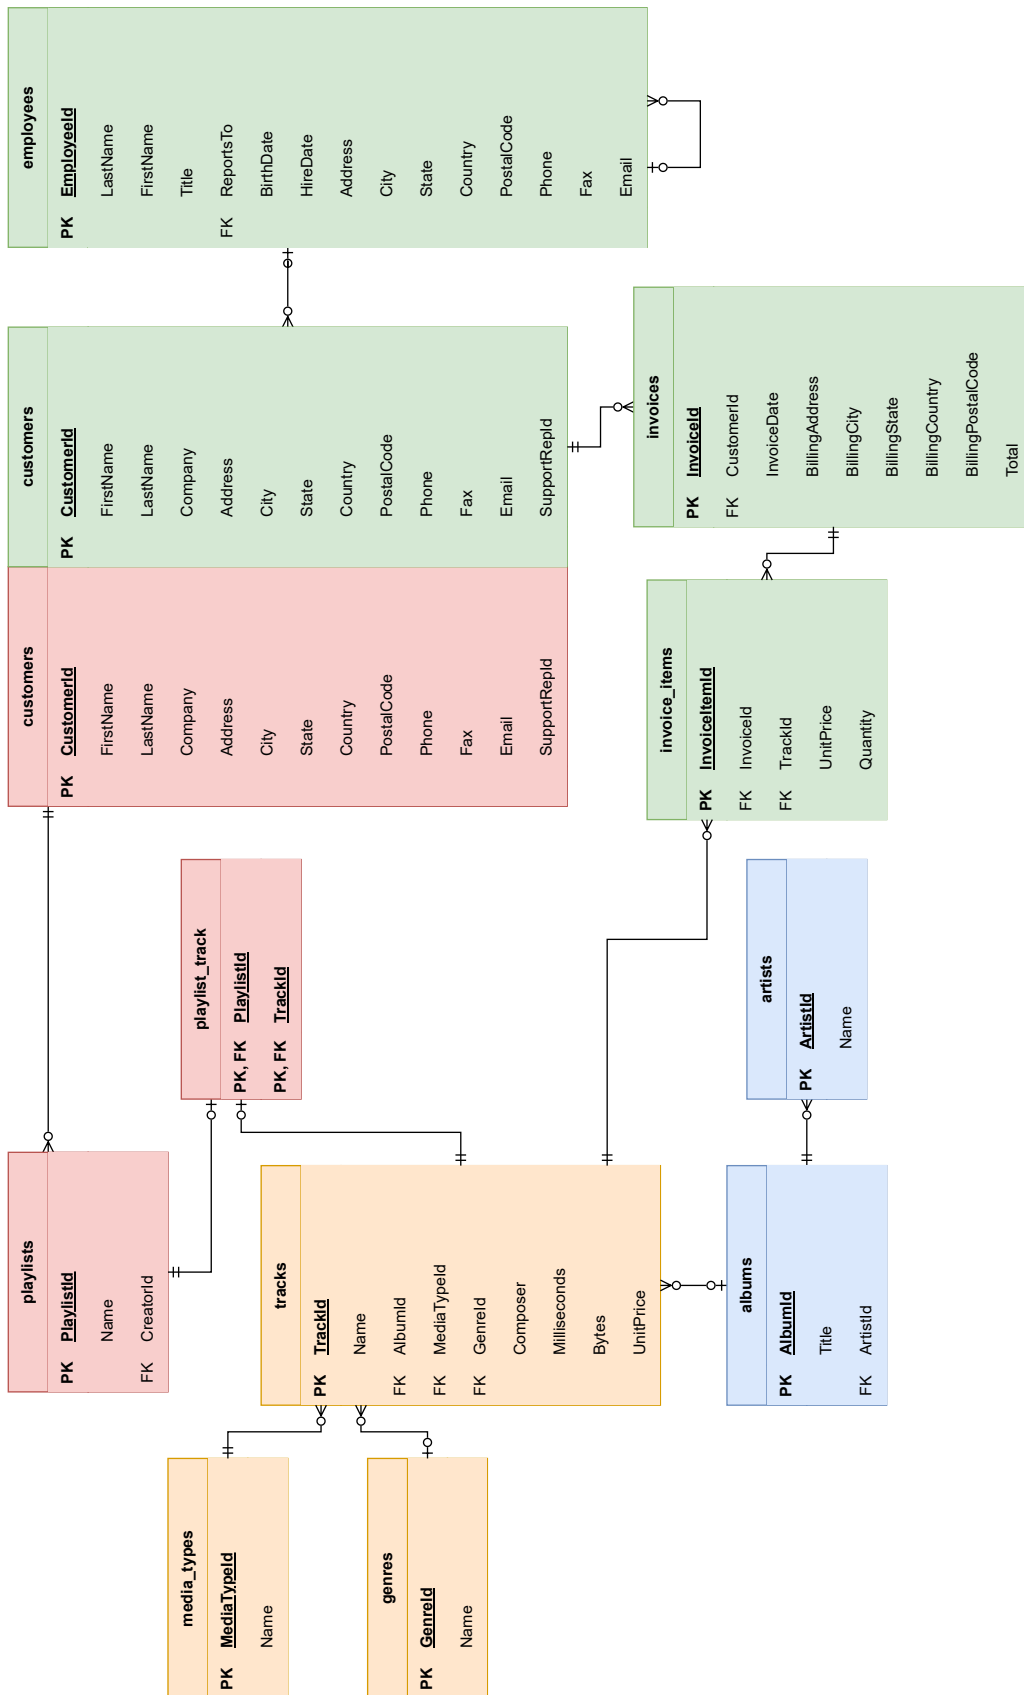 employees
PK EmployeeId
LastName
FirstName
Title
FK ReportsTo
BirthDate
HireDate
Address
City
State
Country
PostalCode
Phone
Fax
Email
customers
PK CustomerId
FirstName
LastName
Company
Address
City
State
Country
PostalCode
Phone
Fax
Email
SupportRepId
customers
PK CustomerId
FirstName
LastName
Company
Address
City
State
Country
PostalCode
Phone
Fax
Email
SupportRepId
invoices
PK InvoiceId
FK CustomerId
InvoiceDate
BillingAddress
BillingCity
BillingState
BillingCountry
BillingPostalCode
Total
invoice_items
PK InvoiceItemId
FK InvoiceId
FK TrackId
UnitPrice
Quantity
playlist_track
PK, FK PlaylistId
PK, FK TrackId
artists
PK ArtistId
Name
playlists
PK PlaylistId
Name
FK CreatorId
tracks
PK TrackId
Name
FK AlbumId
FK MediaTypeId
FK GenreId
Composer
Milliseconds
Bytes
UnitPrice
albums
PK AlbumId
Title
FK ArtistId
media_types
PK MediaTypeId
Name
genres
PK GenreId
Name